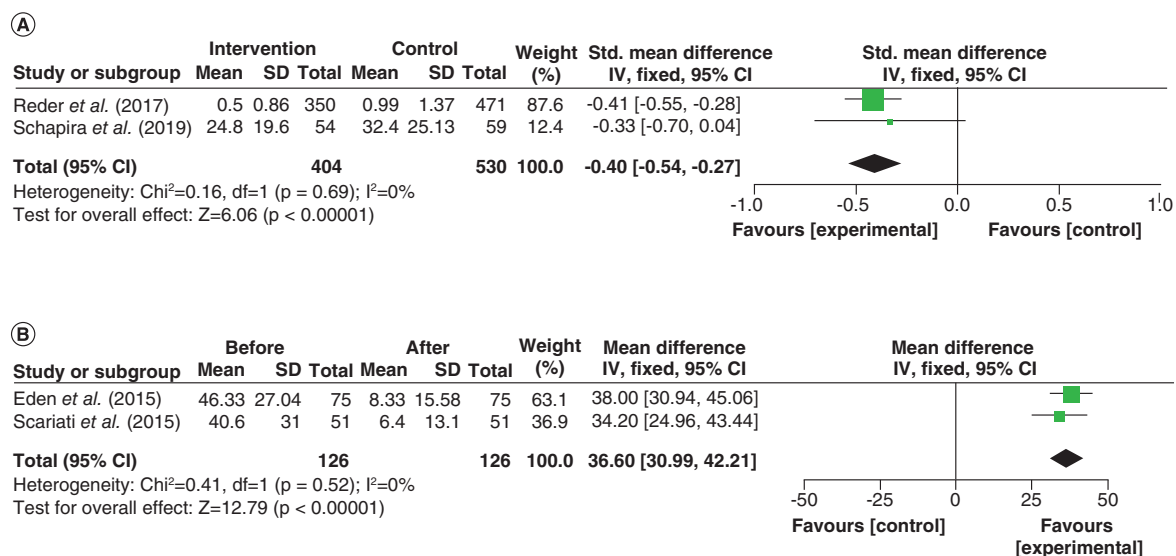 A
Intervention Control Weight Std. mean difference Std. mean difference
Study or subgroup Mean SD Total Mean SD Total (%) IV, fixed, 95% CI IV, fixed, 95% CI
Reder et al. (2017) 0.5 0.86 350 0.99 1.37 471 87.6 -0.41 [-0.55, -0.28]
Schapira et al. (2019) 24.8 19.6 54 32.4 25.13 59 12.4 -0.33 [-0.70, 0.04]
Total (95% CI) 404 530 100.0 -0.40 [-0.54, -0.27]
Heterogeneity: Chi²=0.16, df=1 (p = 0.69); I²=0%
Test for overall effect: Z=6.06 (p < 0.00001)
-1.0 -0.5 0.0 0.5 1.0
Favours [experimental] Favours [control]
B
Before After Weight Mean difference Mean difference
Study or subgroup Mean SD Total Mean SD Total (%) IV, fixed, 95% CI IV, fixed, 95% CI
Eden et al. (2015) 46.33 27.04 75 8.33 15.58 75 63.1 38.00 [30.94, 45.06]
Scariati et al. (2015) 40.6 31 51 6.4 13.1 51 36.9 34.20 [24.96, 43.44]
Total (95% CI) 126 126 100.0 36.60 [30.99, 42.21]
Heterogeneity: Chi²=0.41, df=1 (p = 0.52); I²=0%
Test for overall effect: Z=12.79 (p < 0.00001)
-50 -25 0 25 50
Favours [control] Favours
[experimental]